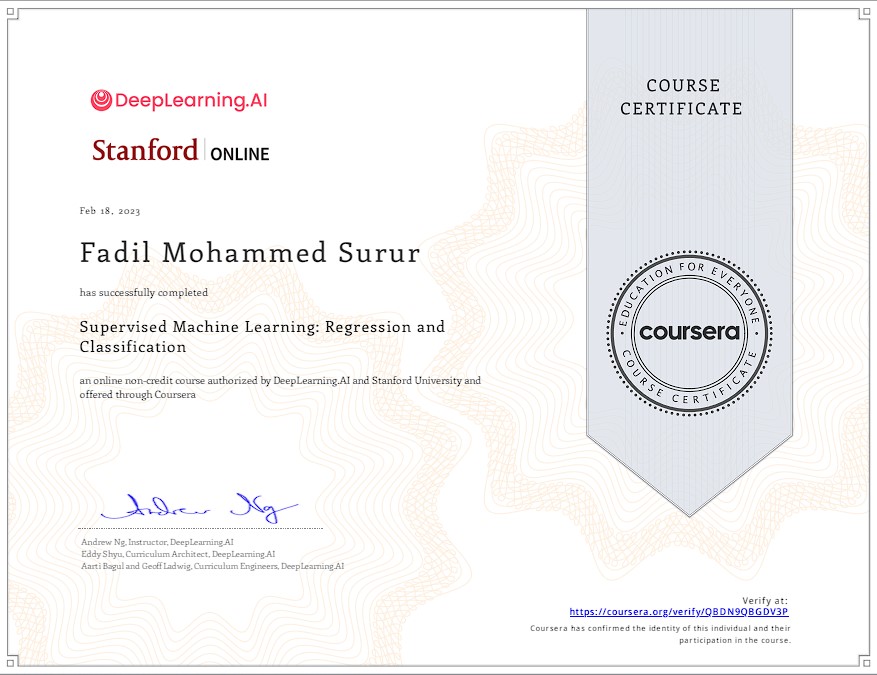 DeepLearning.AI
Stanford ONLINE
Feb 18, 2023
Fadil Mohammed Surur
has successfully completed
Supervised Machine Learning: Regression and
Classification
an online non-credit course authorized by DeepLearning.AI and Stanford University and
offered through Coursera
Andrew Ng
Andrew Ng, Instructor, DeepLearning.AI
Eddy Shyu, Curriculum Architect, DeepLearning.AI
Aarti Bagul and Geoff Ladwig, Curriculum Engineers, DeepLearning.AI
COURSE
CERTIFICATE
EDUCATION FOR EVERYONE
coursera
COURSE CERTIFICATE
Verify at:
https://coursera.org/verify/QBDN9QBGDV3P
Coursera has confirmed the identity of this individual and their
participation in the course.